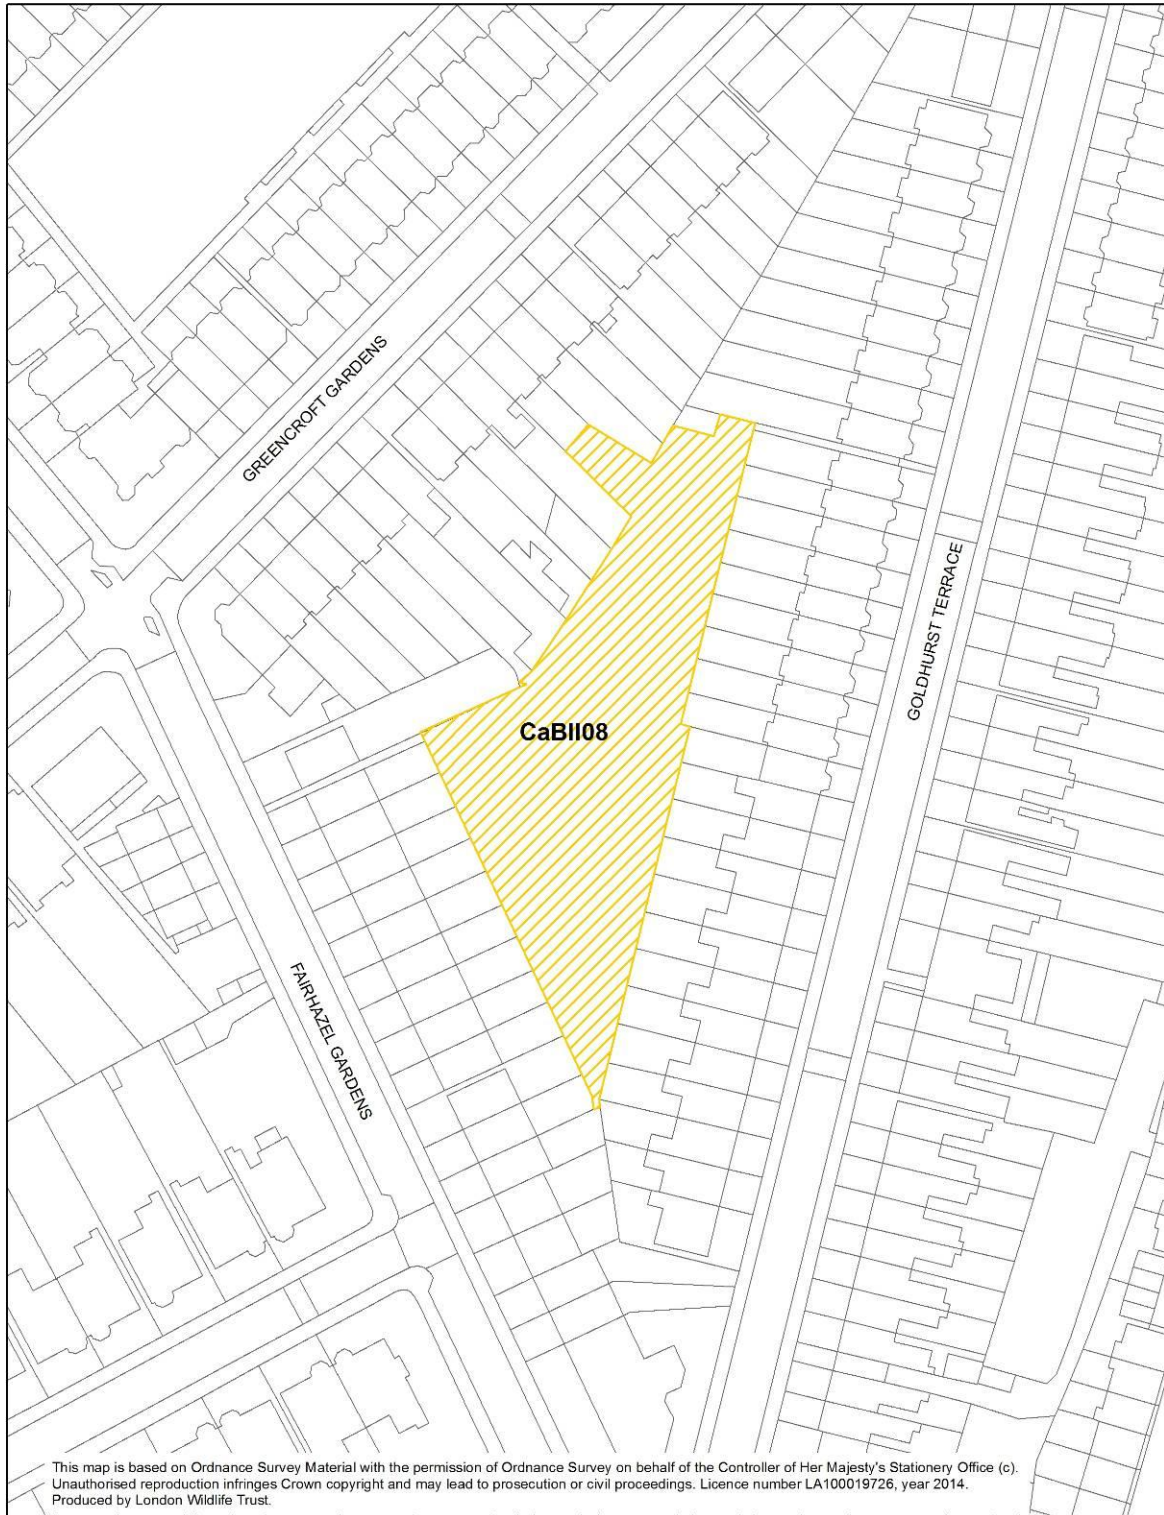 GREENCROFT GARDENS
GOLDHURST TERRACE
CaBII08
FAIRHAZEL GARDENS
This map is based on Ordnance Survey Material with the permission of Ordnance Survey on behalf of the Controller of Her Majesty's Stationery Office (c).
Unauthorised reproduction infringes Crown copyright and may lead to prosecution or civil proceedings. Licence number LA100019726, year 2014.
Produced by London Wildlife Trust.